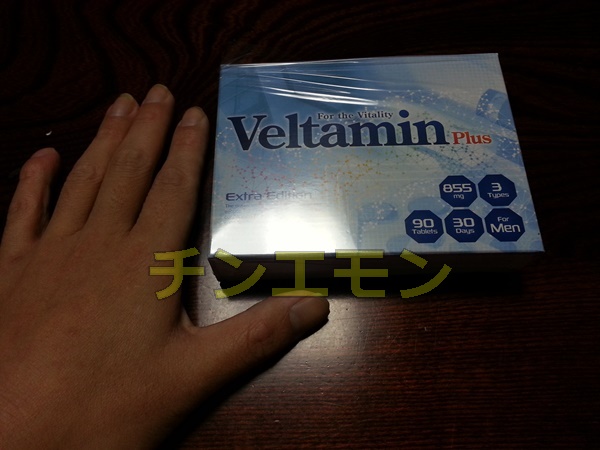 For the Vitality
Veltamin Plus
Extra Edition
855 mg
3 Types
90 Tablets
30 Days
For Men
チンエモン